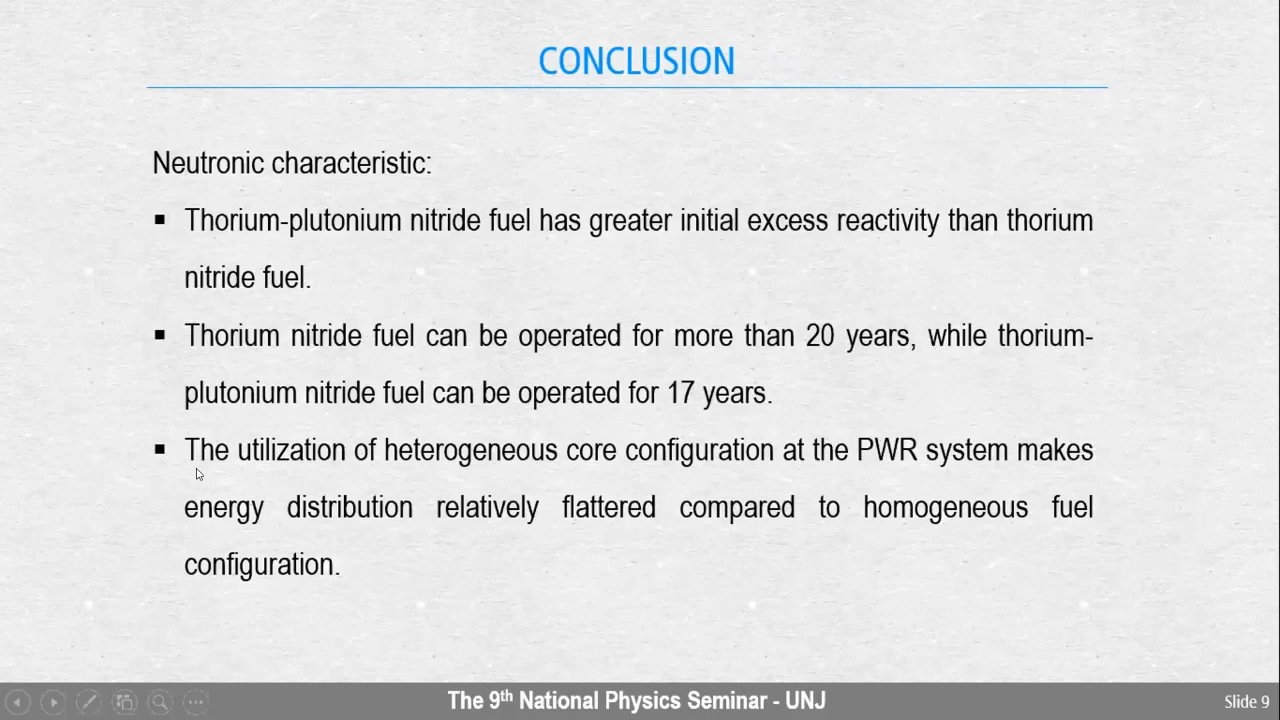 CONCLUSION
Neutronic characteristic:
▪ Thorium-plutonium nitride fuel has greater initial excess reactivity than thorium
nitride fuel.
▪ Thorium nitride fuel can be operated for more than 20 years, while thorium-
plutonium nitride fuel can be operated for 17 years.
▪ The utilization of heterogeneous core configuration at the PWR system makes
energy distribution relatively flattered compared to homogeneous fuel
configuration.
The 9th National Physics Seminar - UNJ
Slide 9